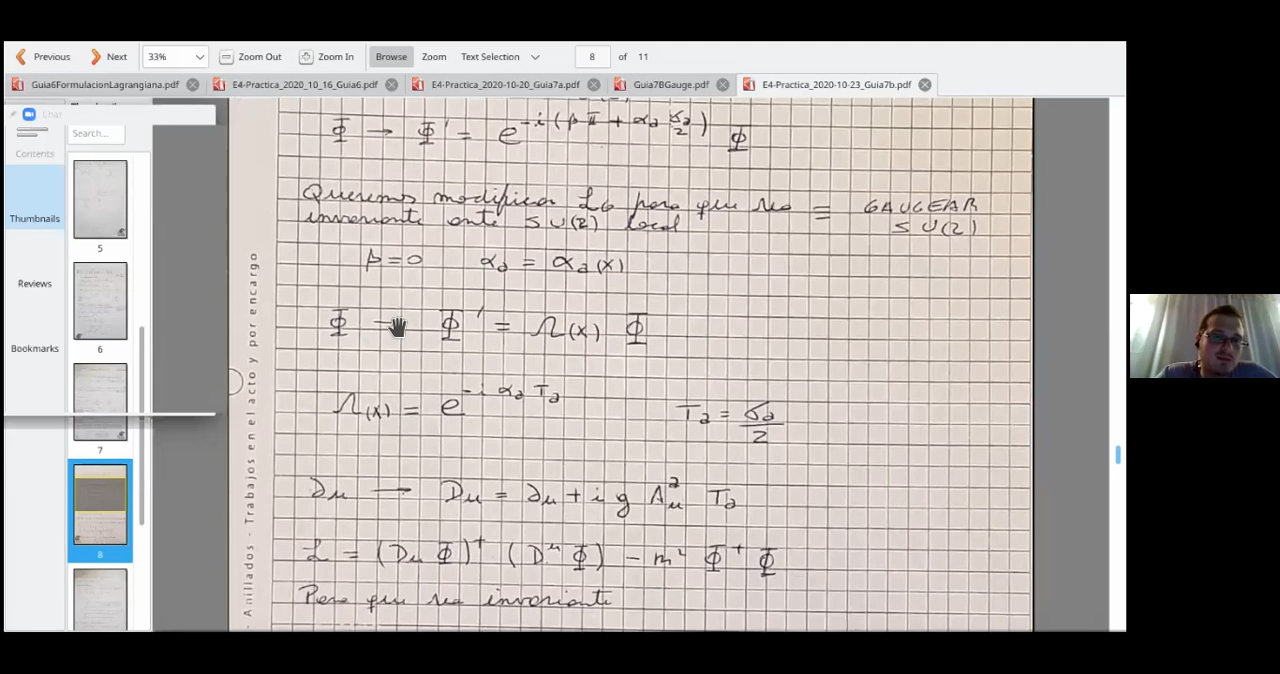 Previous Next 33% Zoom Out Zoom In Browse Zoom Text Selection 8 of 11
Guia6FormulacionLagrangiana.pdf E4-Practica_2020_10_16_Guia6.pdf E4-Practica_2020-10-20_Guia7a.pdf Guia7BGauge.pdf E4-Practica_2020-10-23_Guia7b.pdf
Search...
Contents
Thumbnails
Reviews
Bookmarks
5
6
7
8
Φ → Φ' = e^{-i(β𝕀 + α_a σ_a/2)} Φ
Queremos modificar ℒ_0 para que sea = GAUGEAR
invariante ante SU(2) local SU(2)
β=0 α_a = α_a(x)
Φ → Φ' = Λ(x) Φ
Λ(x) = e^{-i α_a T_a} T_a = σ_a/2
∂_μ → D_μ = ∂_μ + i g A_μ^a T_a
ℒ = (D_μ Φ)^† (D^μ Φ) - m² Φ^† Φ
Para que sea invariante
Anillados - Trabajos en el acto y por encargo